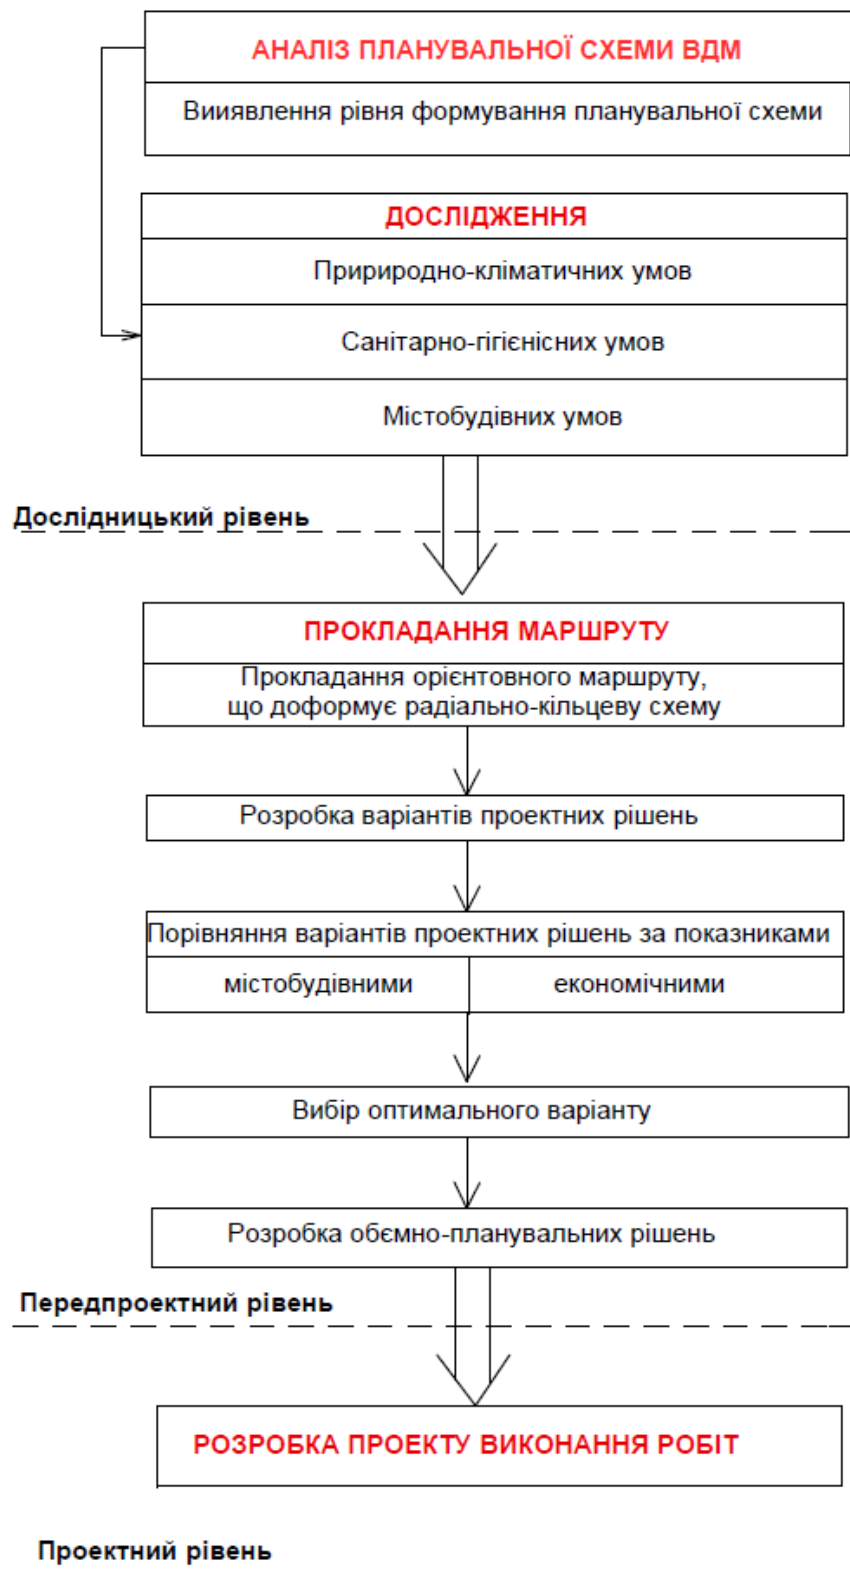 АНАЛІЗ ПЛАНУВАЛЬНОЇ СХЕМИ ВДМ
Вииявлення рівня формування планувальної схеми
ДОСЛІДЖЕННЯ
Пририродно-кліматичних умов
Санітарно-гігієнісних умов
Містобудівних умов
Дослідницький рівень
ПРОКЛАДАННЯ МАРШРУТУ
Прокладання орієнтовного маршруту,
що доформує радіально-кільцеву схему
Розробка варіантів проектних рішень
Порівняння варіантів проектних рішень за показниками
містобудівними
економічними
Вибір оптимального варіанту
Розробка обємно-планувальних рішень
Передпроектний рівень
РОЗРОБКА ПРОЕКТУ ВИКОНАННЯ РОБІТ
Проектний рівень